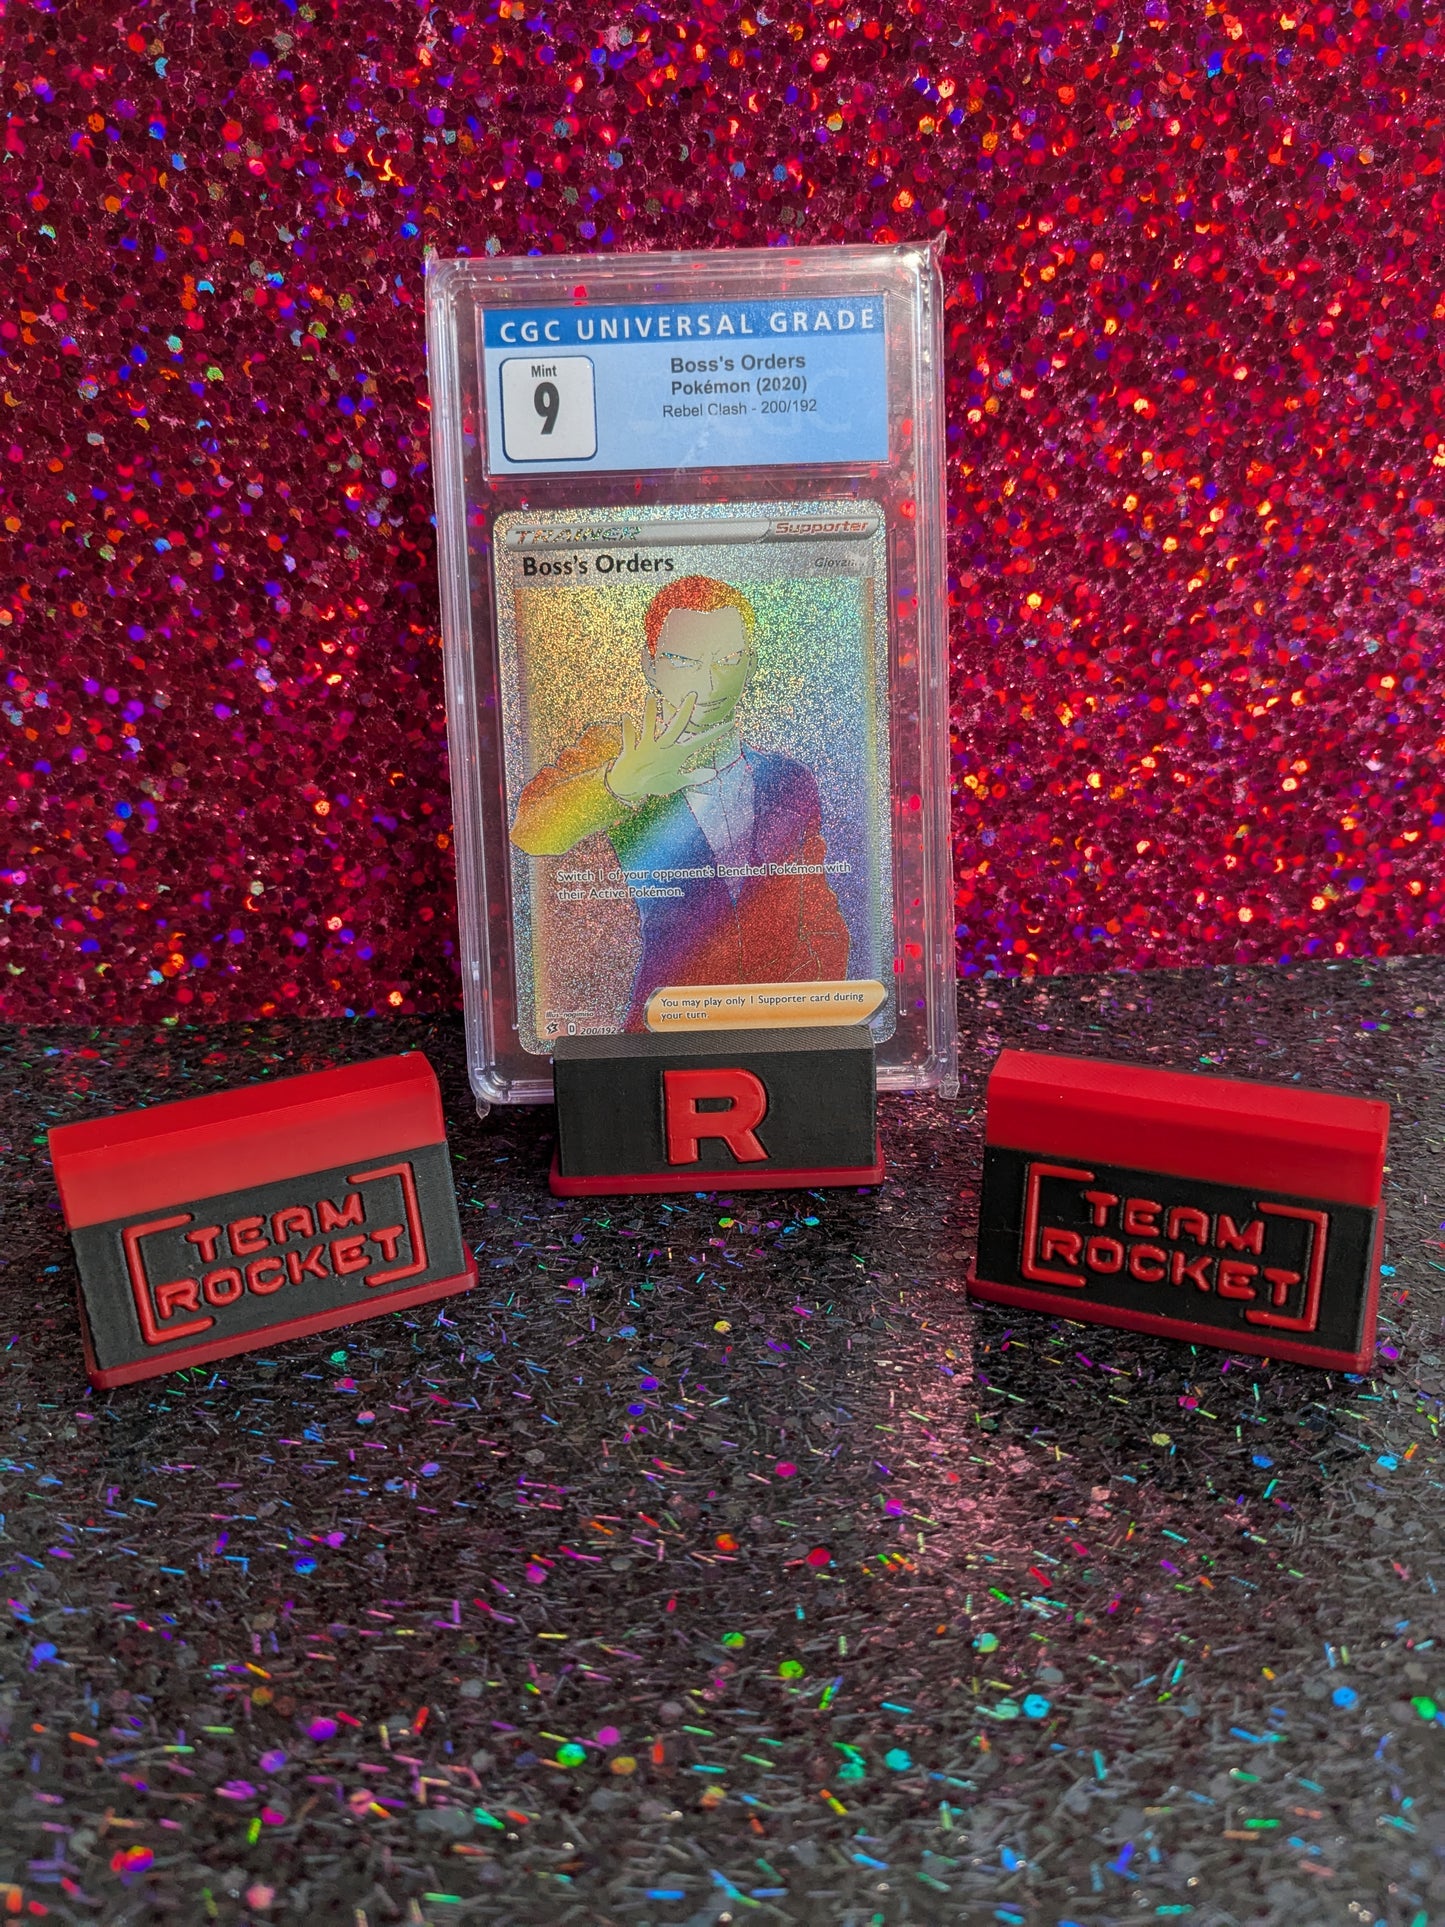 CGC UNIVERSAL GRADE
Mint
9
Boss's Orders
Pokémon (2020)
Rebel Clash - 200/192
TRAINER
Supporter
Boss's Orders
Switch 1 of your opponent's Benched Pokémon with
their Active Pokémon.
You may play only 1 Supporter card during
your turn.
illus. nagimiso
D 200/192
R
TEAM
ROCKET
TEAM
ROCKET